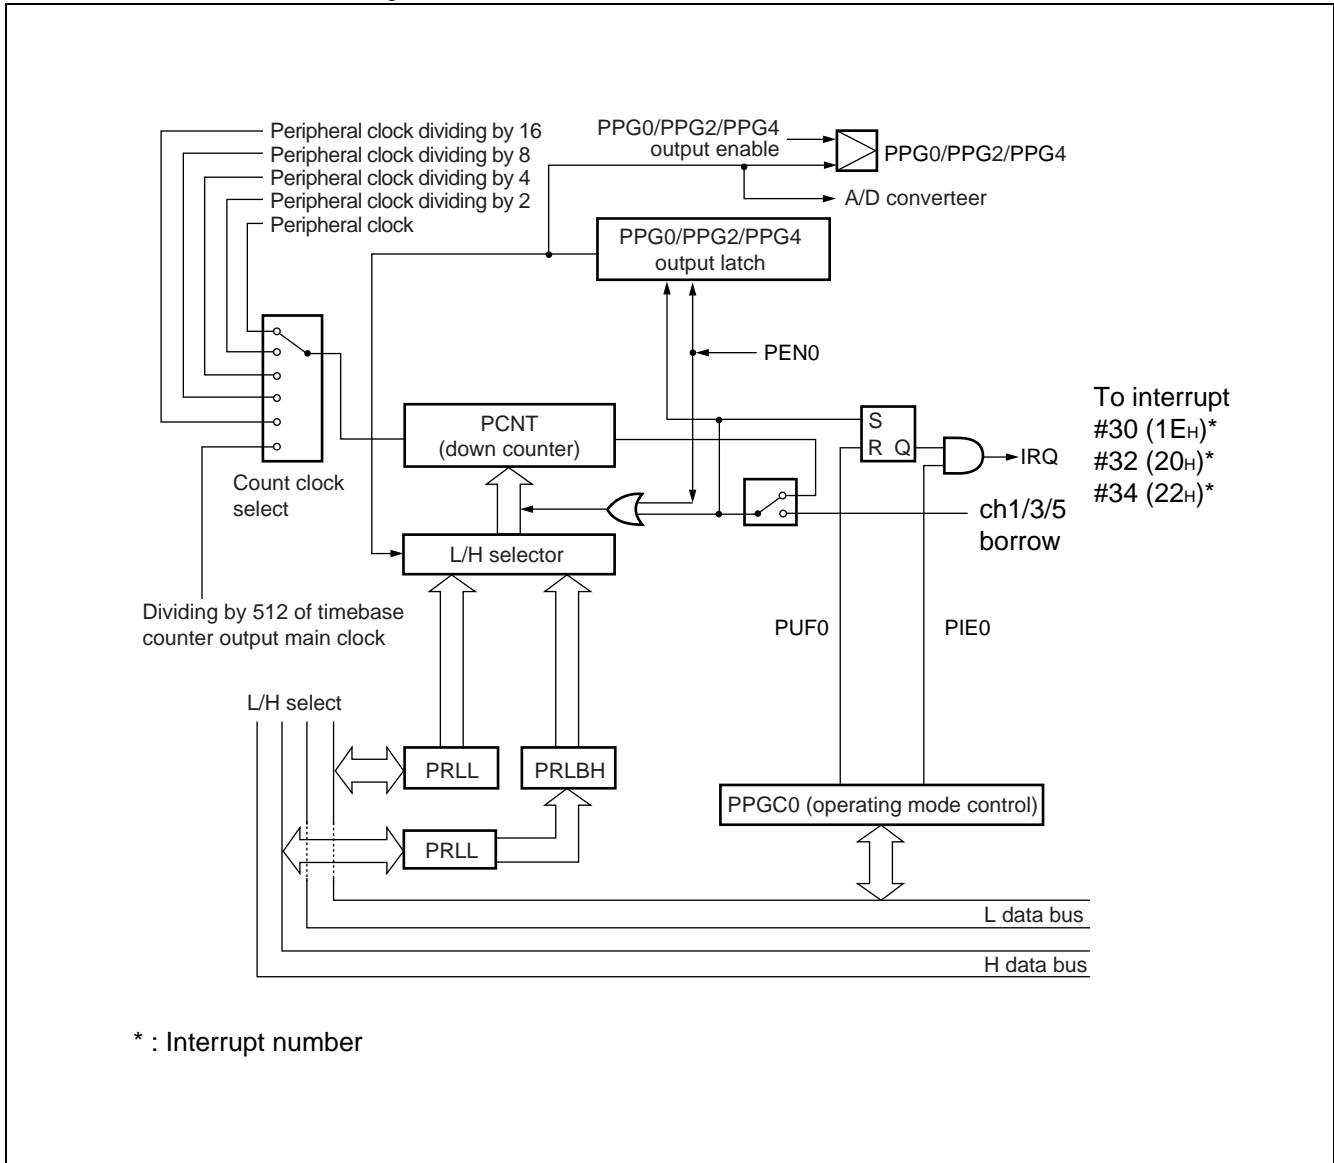 Peripheral clock dividing by 16
Peripheral clock dividing by 8
Peripheral clock dividing by 4
Peripheral clock dividing by 2
Peripheral clock
PPG0/PPG2/PPG4
output enable
PPG0/PPG2/PPG4
A/D converteer
PPG0/PPG2/PPG4
output latch
PEN0
PCNT
(down counter)
Count clock
select
S
R Q
IRQ
To interrupt
#30 (1EH)*
#32 (20H)*
#34 (22H)*
ch1/3/5
borrow
L/H selector
Dividing by 512 of timebase
counter output main clock
PUF0
PIE0
L/H select
PRLL
PRLBH
PRLL
PPGC0 (operating mode control)
L data bus
H data bus
* : Interrupt number